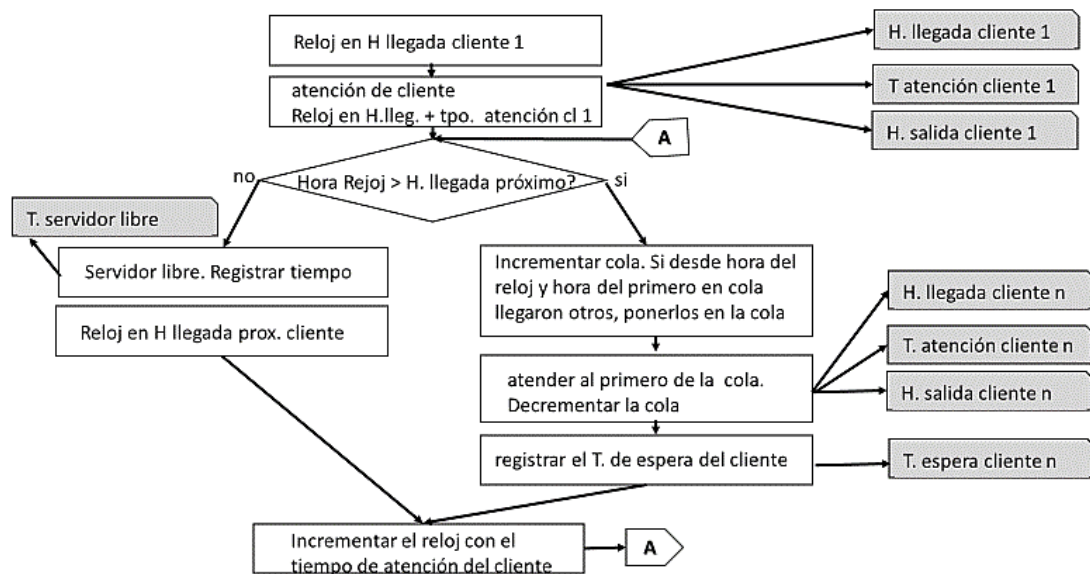 Reloj en H llegada cliente 1
H. llegada cliente 1
atención de cliente
Reloj en H.lleg. + tpo. atención cl 1
T atención cliente 1
H. salida cliente 1
A
no
Hora Rejoj > H. llegada próximo?
si
T. servidor libre
Servidor libre. Registrar tiempo
Incrementar cola. Si desde hora del
reloj y hora del primero en cola
llegaron otros, ponerlos en la cola
Reloj en H llegada prox. cliente
H. llegada cliente n
T. atención cliente n
atender al primero de la cola.
Decrementar la cola
H. salida cliente n
registrar el T. de espera del cliente
T. espera cliente n
Incrementar el reloj con el
tiempo de atención del cliente
A